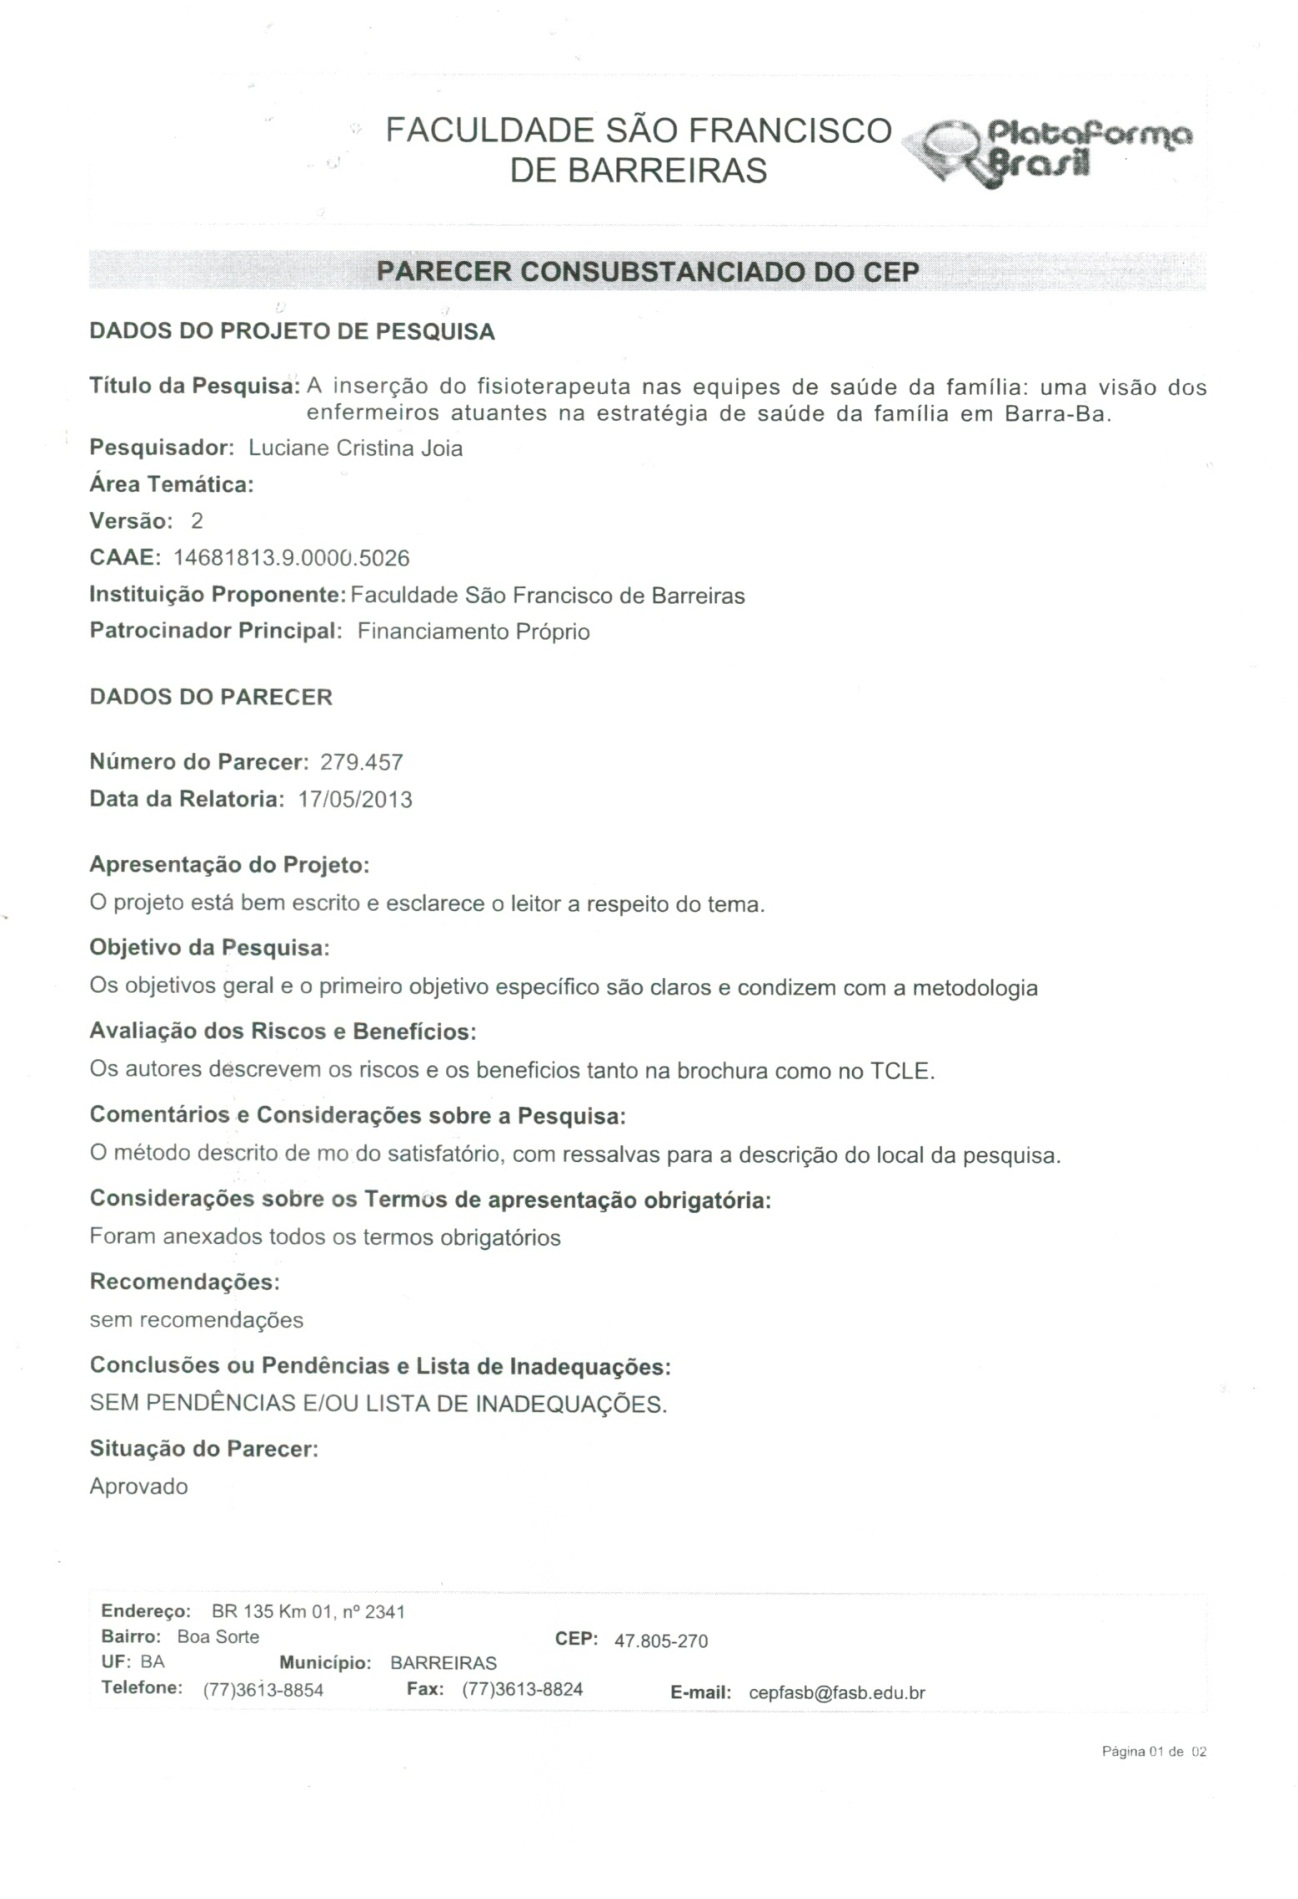 FACULDADE SÃO FRANCISCO
DE BARREIRAS
Plataforma
Brasil
PARECER CONSUBSTANCIADO DO CEP
DADOS DO PROJETO DE PESQUISA
Título da Pesquisa: A inserção do fisioterapeuta nas equipes de saúde da família: uma visão dos
enfermeiros atuantes na estratégia de saúde da família em Barra-Ba.
Pesquisador: Luciane Cristina Joia
Área Temática:
Versão: 2
CAAE: 14681813.9.0000.5026
Instituição Proponente: Faculdade São Francisco de Barreiras
Patrocinador Principal: Financiamento Próprio
DADOS DO PARECER
Número do Parecer: 279.457
Data da Relatoria: 17/05/2013
Apresentação do Projeto:
O projeto está bem escrito e esclarece o leitor a respeito do tema.
Objetivo da Pesquisa:
Os objetivos geral e o primeiro objetivo específico são claros e condizem com a metodologia
Avaliação dos Riscos e Benefícios:
Os autores descrevem os riscos e os beneficios tanto na brochura como no TCLE.
Comentários e Considerações sobre a Pesquisa:
O método descrito de mo do satisfatório, com ressalvas para a descrição do local da pesquisa.
Considerações sobre os Termos de apresentação obrigatória:
Foram anexados todos os termos obrigatórios
Recomendações:
sem recomendações
Conclusões ou Pendências e Lista de Inadequações:
SEM PENDÊNCIAS E/OU LISTA DE INADEQUAÇÕES.
Situação do Parecer:
Aprovado
Endereço: BR 135 Km 01, nº 2341
Bairro: Boa Sorte CEP: 47.805-270
UF: BA Município: BARREIRAS
Telefone: (77)3613-8854 Fax: (77)3613-8824 E-mail: cepfasb@fasb.edu.br
Página 01 de 02